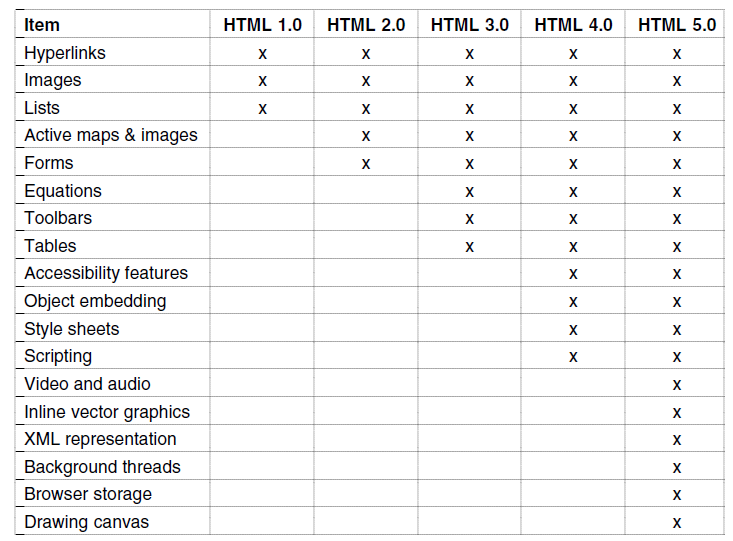 Item HTML 1.0 HTML 2.0 HTML 3.0 HTML 4.0 HTML 5.0
Hyperlinks x x x x x
Images x x x x x
Lists x x x x x
Active maps & images x x x x
Forms x x x x
Equations x x x
Toolbars x x x
Tables x x x
Accessibility features x x
Object embedding x x
Style sheets x x
Scripting x x
Video and audio x
Inline vector graphics x
XML representation x
Background threads x
Browser storage x
Drawing canvas x